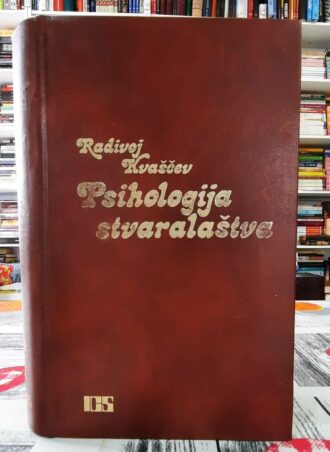 Radivoj
Kvaščev
Psihologija
stvaralaštva
ICS